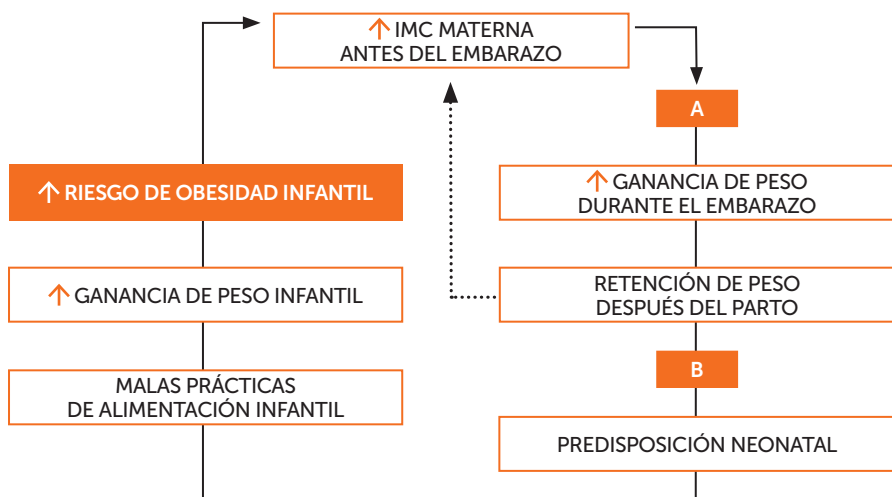 ↑ IMC MATERNA
ANTES DEL EMBARAZO
A
↑ GANANCIA DE PESO
DURANTE EL EMBARAZO
RETENCIÓN DE PESO
DESPUÉS DEL PARTO
B
PREDISPOSICIÓN NEONATAL
↑ RIESGO DE OBESIDAD INFANTIL
↑ GANANCIA DE PESO INFANTIL
MALAS PRÁCTICAS
DE ALIMENTACIÓN INFANTIL